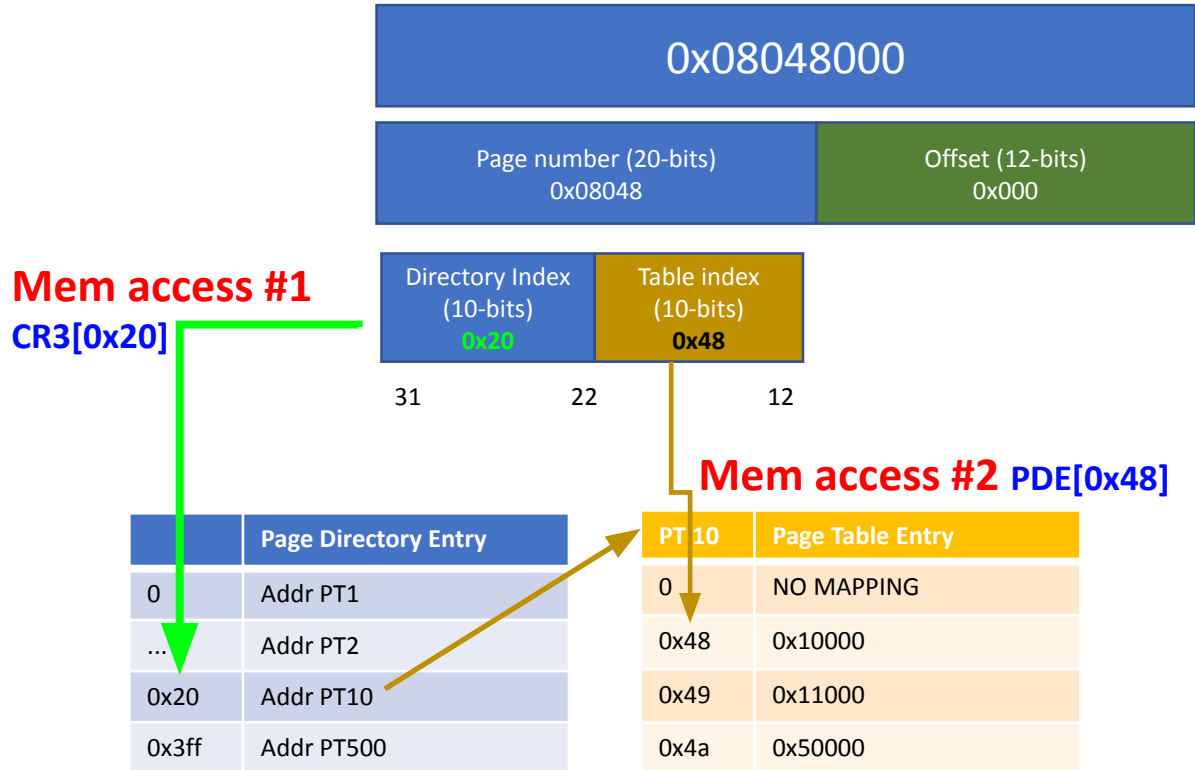 0x08048000
Page number (20-bits)
0x08048
Offset (12-bits)
0x000
Mem access #1
CR3[0x20]
Directory Index
(10-bits)
0x20
Table index
(10-bits)
0x48
31 22 12
Mem access #2 PDE[0x48]
Page Directory Entry
0 Addr PT1
... Addr PT2
0x20 Addr PT10
0x3ff Addr PT500
PT 10 Page Table Entry
0 NO MAPPING
0x48 0x10000
0x49 0x11000
0x4a 0x50000